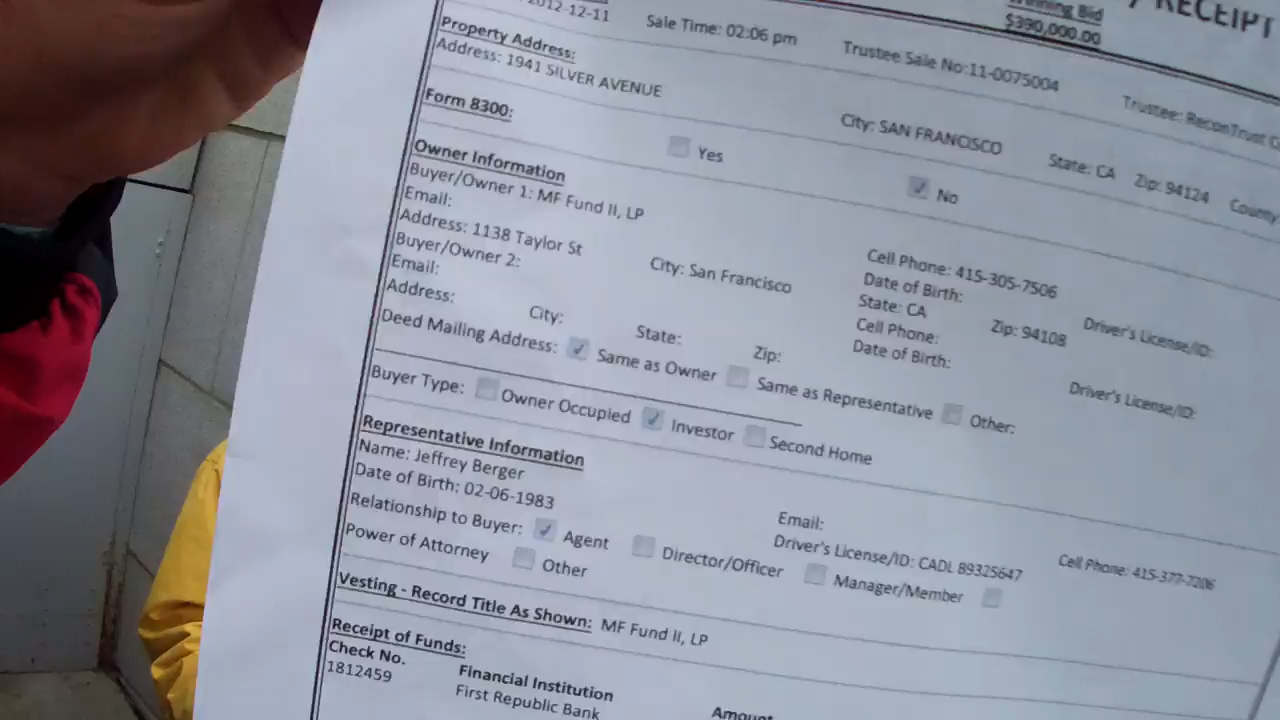 RECEIPT
Winning Bid
$390,000.00
2012-12-11 Sale Time: 02:06 pm Trustee Sale No: 11-0075004 Trustee: ReconTrust
Property Address:
Address: 1941 SILVER AVENUE City: SAN FRANCISCO State: CA Zip: 94124 County
Form 8300: Yes No
Owner Information
Buyer/Owner 1: MF Fund II, LP
Email: Cell Phone: 415-305-7506
Date of Birth: Driver's License/ID:
Address: 1138 Taylor St City: San Francisco State: CA Zip: 94108
Buyer/Owner 2: Cell Phone:
Email: Date of Birth: Driver's License/ID:
Address: City: State: Zip:
Deed Mailing Address: Same as Owner Same as Representative Other:
Buyer Type: Owner Occupied Investor Second Home
Representative Information
Name: Jeffrey Berger Email: Cell Phone: 415-377-7206
Date of Birth: 02-06-1983 Driver's License/ID: CADL B9325647
Relationship to Buyer: Agent Director/Officer Manager/Member
Power of Attorney Other
Vesting - Record Title As Shown: MF Fund II, LP
Receipt of Funds:
Check No. Financial Institution Amount
1812459 First Republic Bank